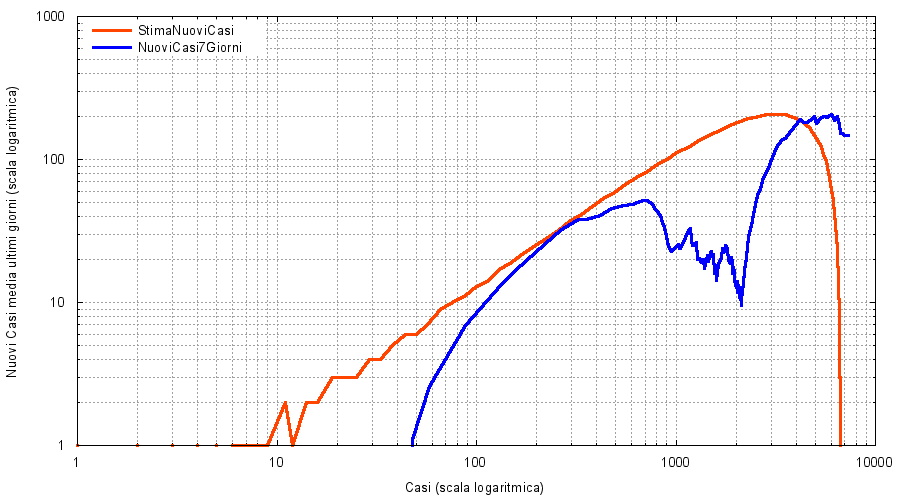 1000
StimaNuoviCasi
NuoviCasi7Giorni
100
10
1
1
10
100
1000
10000
Nuovi Casi media ultimi giorni (scala logaritmica)
Casi (scala logaritmica)